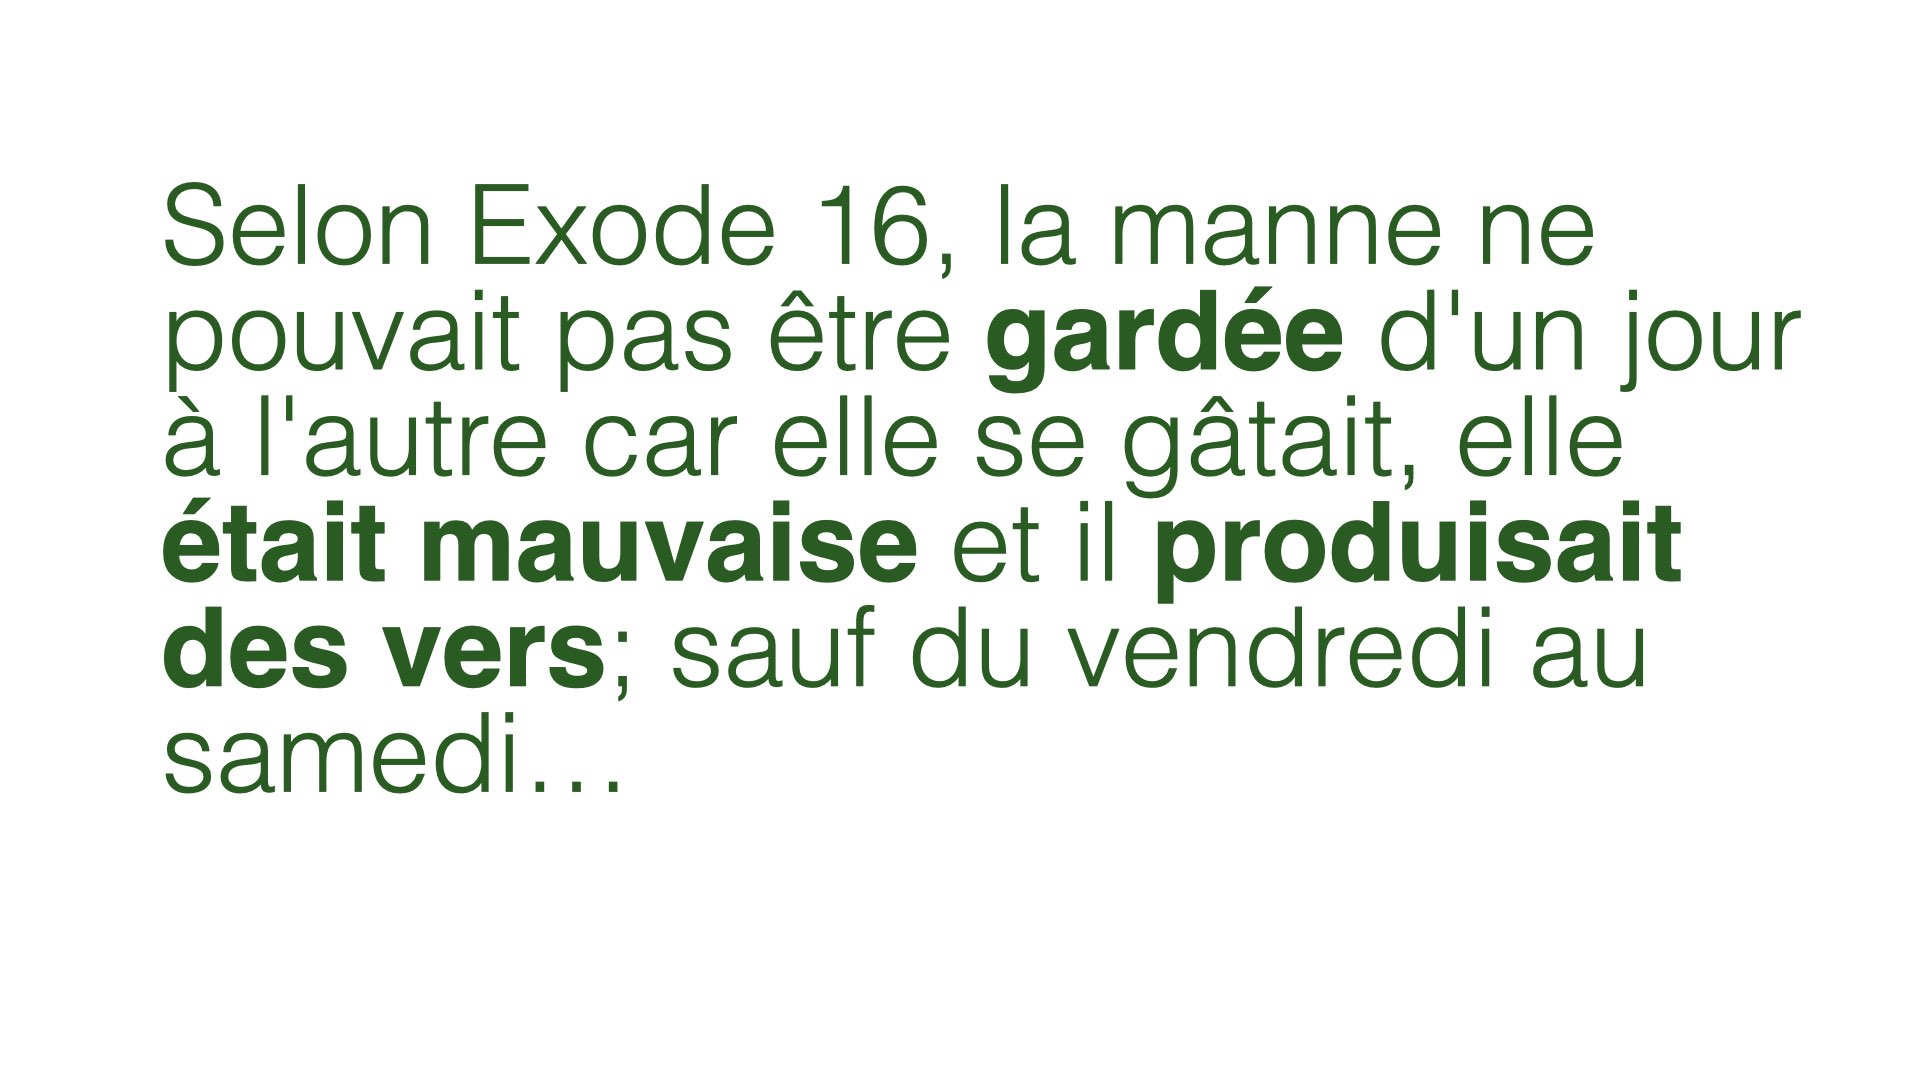 Selon Exode 16, la manne ne
pouvait pas être gardée d'un jour
à l'autre car elle se gâtait, elle
était mauvaise et il produisait
des vers; sauf du vendredi au
samedi…